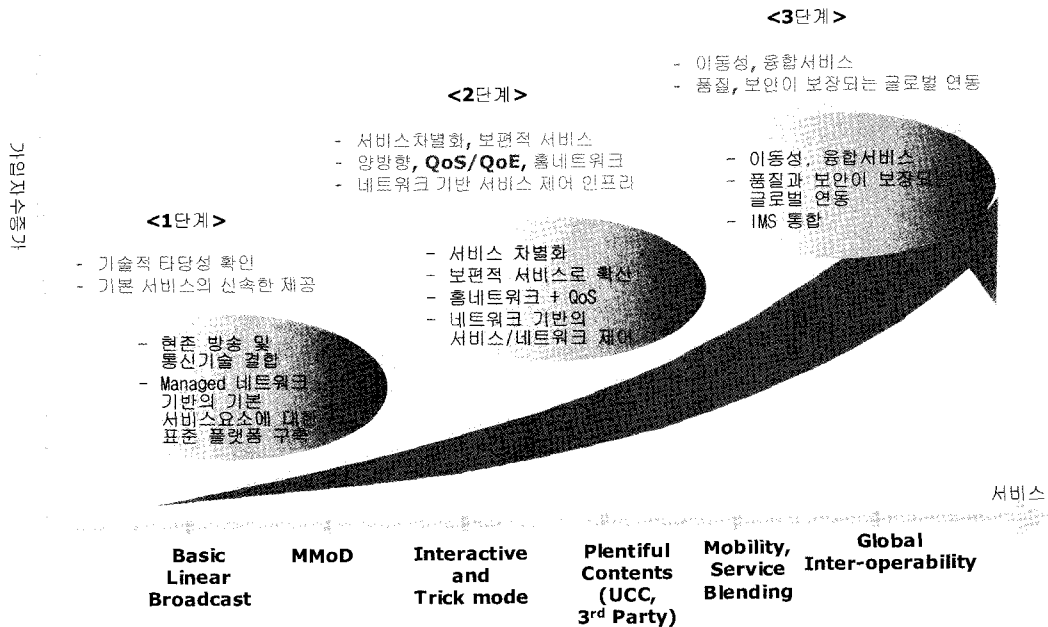 <3단계>
- 이동성, 융합서비스
- 품질, 보안이 보장되는 글로벌 연동
<2단계>
- 서비스차별화, 보편적 서비스
- 양방향, QoS/QoE, 홈네트워크
- 네트워크 기반 서비스 제어 인프라
- 이동성, 융합서비스
- 품질과 보안이 보장되는
글로벌 연동
- IMS 통합
가입자수증가
<1단계>
- 기술적 타당성 확인
- 기본 서비스의 신속한 제공
- 서비스 차별화
- 보편적 서비스로 확산
- 홈네트워크 + QoS
- 네트워크 기반의
서비스/네트워크 제어
- 현존 방송 및
통신기술 결합
- Managed 네트워크
기반의 기본
서비스요소에 대한
표준 플랫폼 구축
서비스
Basic
Linear
Broadcast
MMoD
Interactive
and
Trick mode
Plentiful
Contents
(UCC,
3rd Party)
Mobility,
Service
Blending
Global
Inter-operability